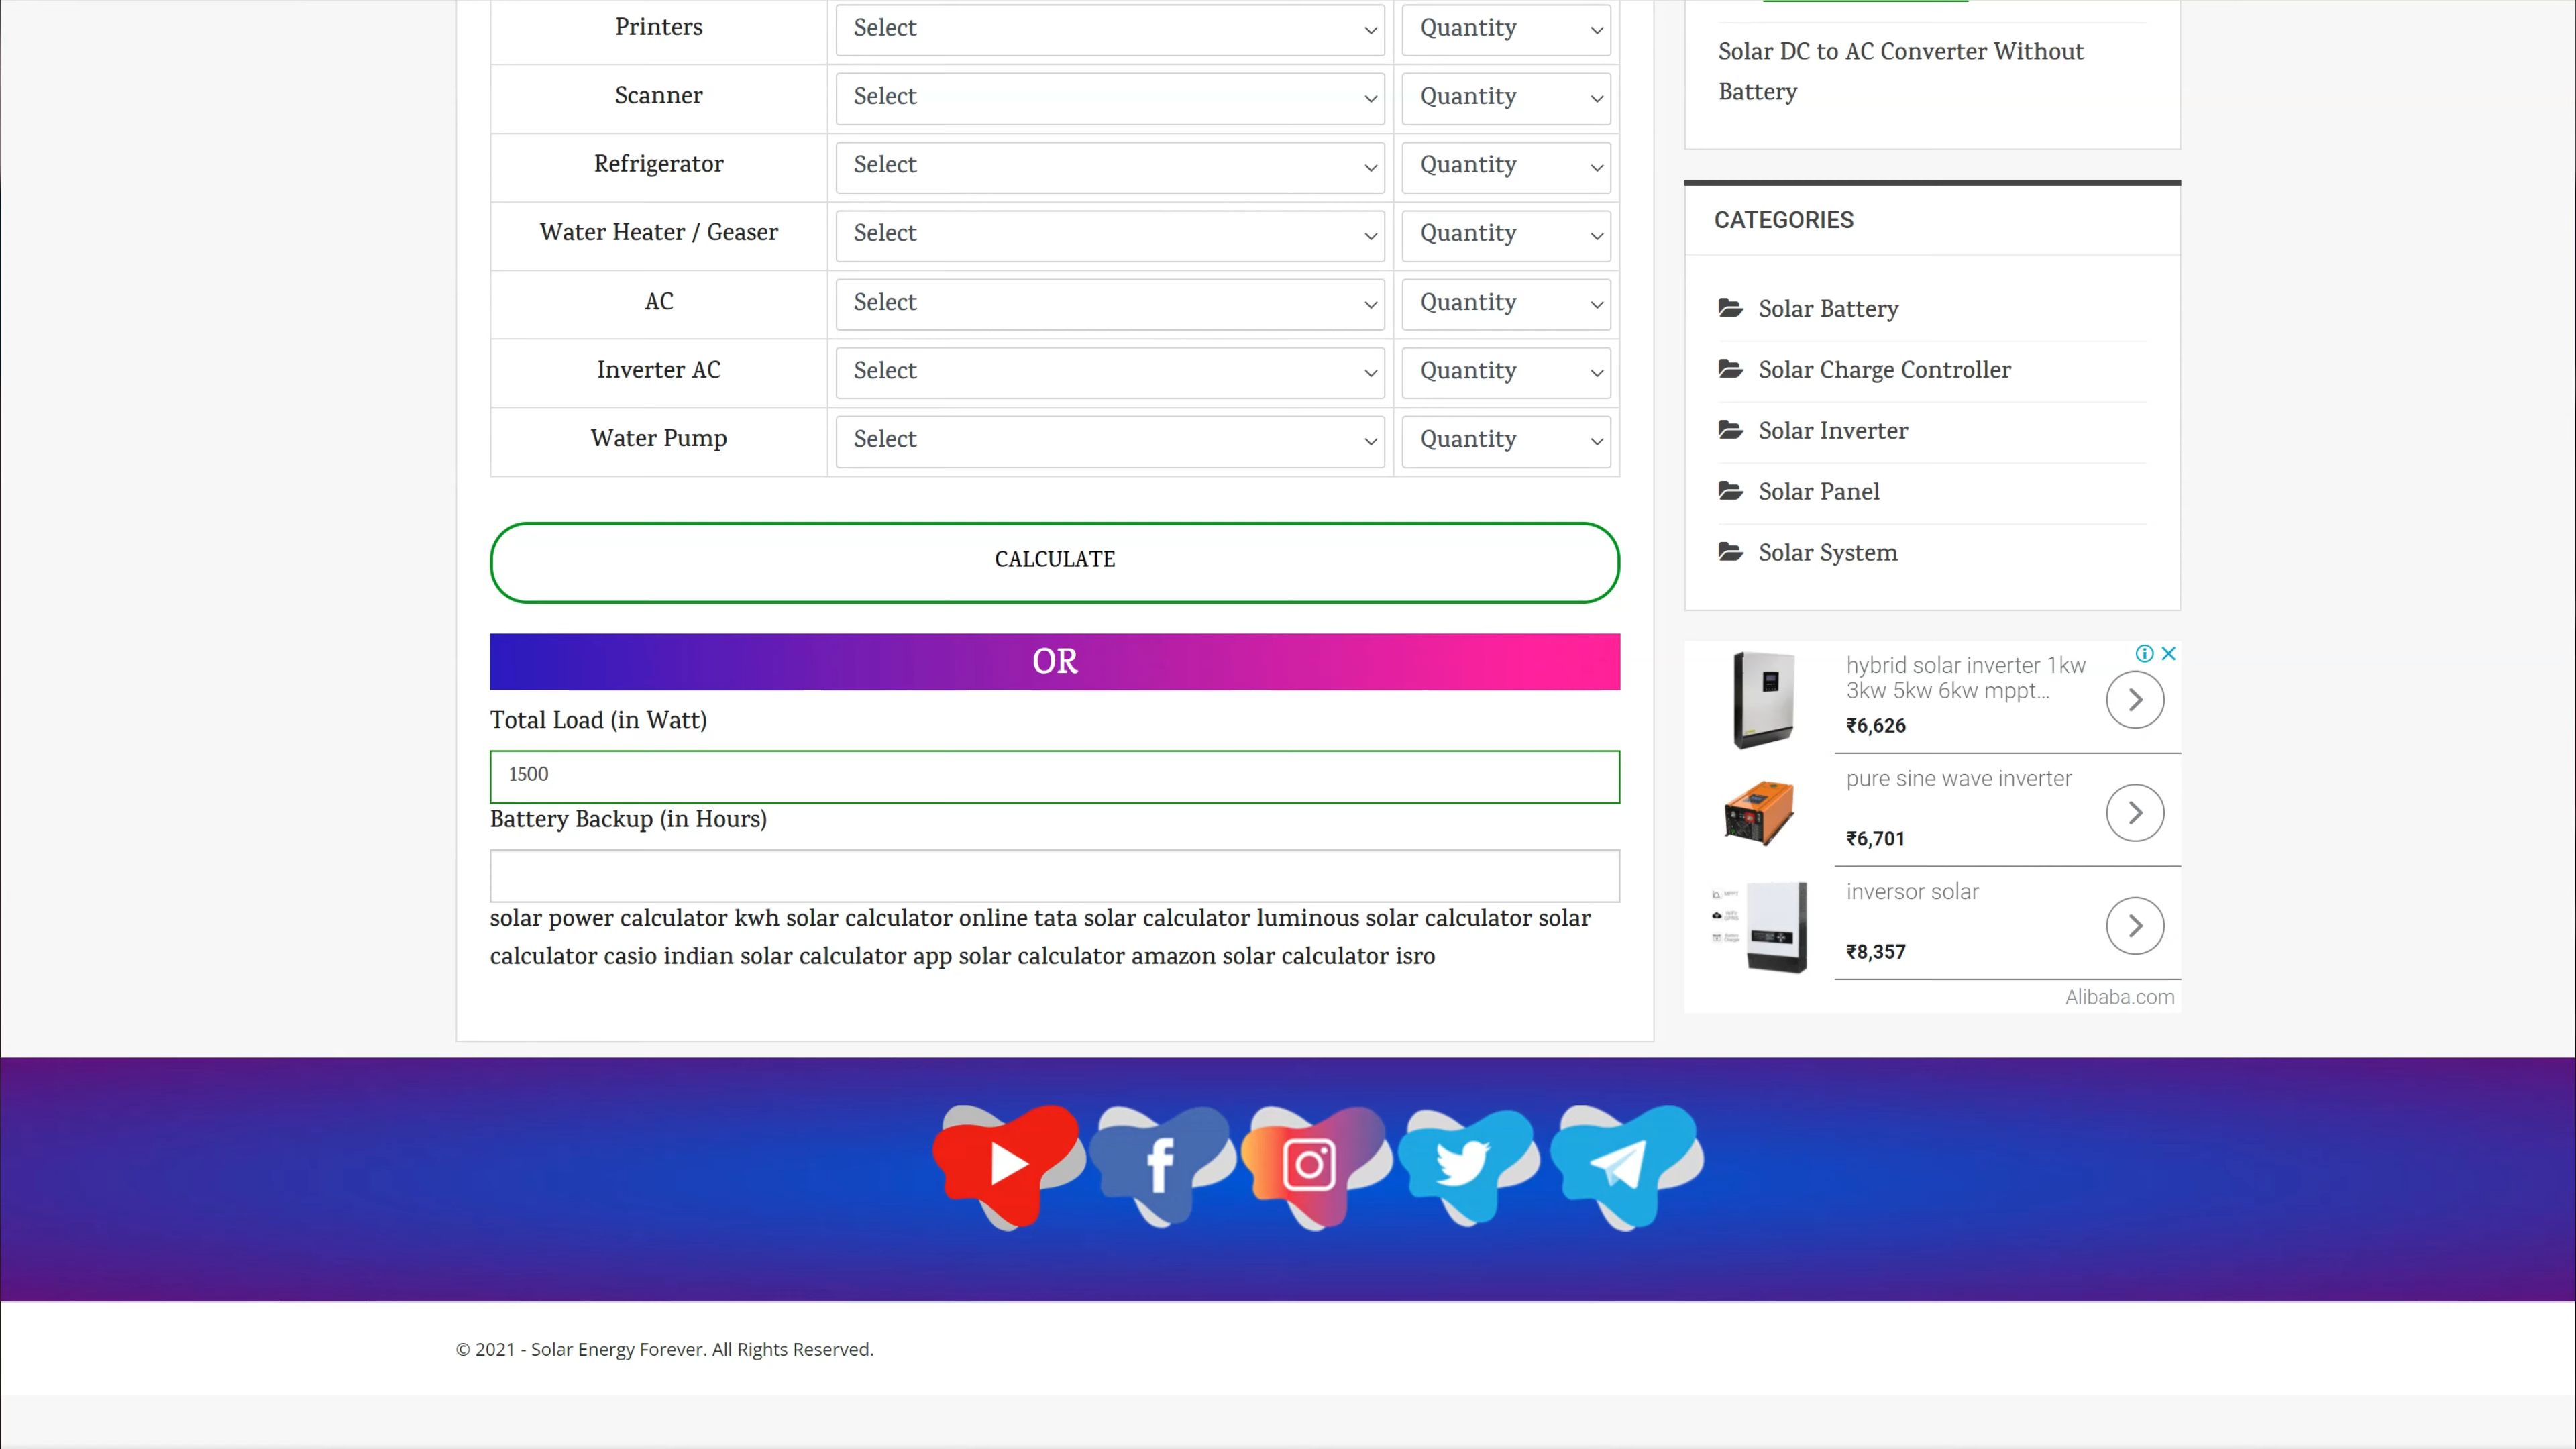 Printers Select Quantity
Scanner Select Quantity
Refrigerator Select Quantity
Water Heater / Geaser Select Quantity
AC Select Quantity
Inverter AC Select Quantity
Water Pump Select Quantity
CALCULATE
OR
Total Load (in Watt)
1500
Battery Backup (in Hours)
solar power calculator kwh solar calculator online tata solar calculator luminous solar calculator solar
calculator casio indian solar calculator app solar calculator amazon solar calculator isro
Solar DC to AC Converter Without
Battery
CATEGORIES
Solar Battery
Solar Charge Controller
Solar Inverter
Solar Panel
Solar System
hybrid solar inverter 1kw
3kw 5kw 6kw mppt...
₹6,626
pure sine wave inverter
₹6,701
inversor solar
₹8,357
Alibaba.com
© 2021 - Solar Energy Forever. All Rights Reserved.